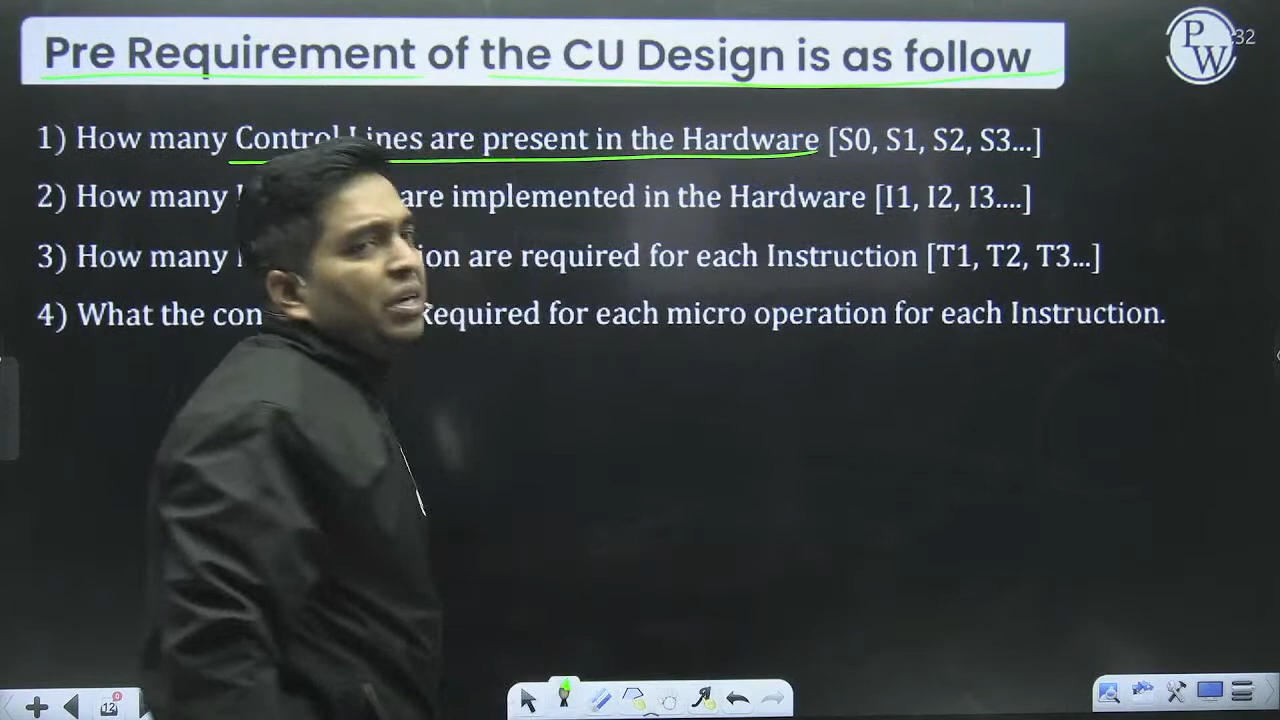 Pre Requirement of the CU Design is as follow
PW
32
1) How many Control Lines are present in the Hardware [S0, S1, S2, S3...]
2) How many are implemented in the Hardware [I1, I2, I3....]
3) How many are required for each Instruction [T1, T2, T3...]
4) What the for each micro operation for each Instruction.
0
12